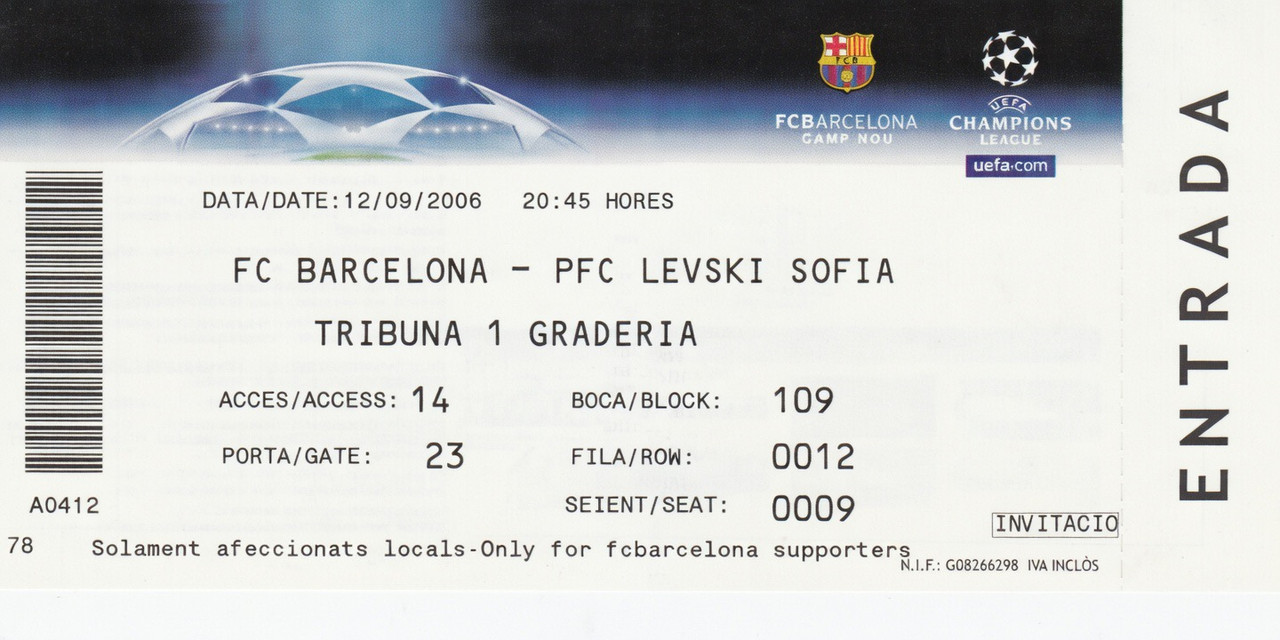 FCB
FCBARCELONA
CAMP NOU
UEFA
CHAMPIONS
LEAGUE
uefa.com
DATA/DATE:12/09/2006 20:45 HORES
FC BARCELONA - PFC LEVSKI SOFIA
TRIBUNA 1 GRADERIA
ACCES/ACCESS: 14 BOCA/BLOCK: 109
PORTA/GATE: 23 FILA/ROW: 0012
A0412 SEIENT/SEAT: 0009
INVITACIO
78 Solament afeccionats locals-Only for fcbarcelona supporters
N.I.F.: G08266298 IVA INCLÒS
ENTRADA